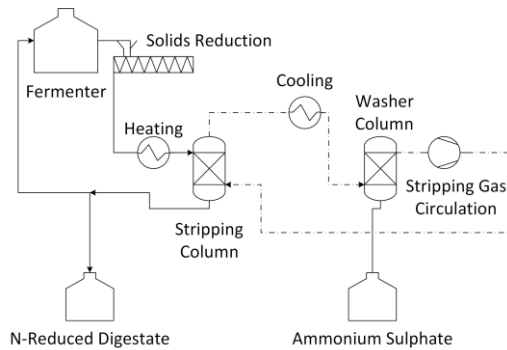 Solids Reduction
Fermenter
Cooling
Washer
Column
Heating
Stripping Gas
Circulation
Stripping
Column
N-Reduced Digestate
Ammonium Sulphate